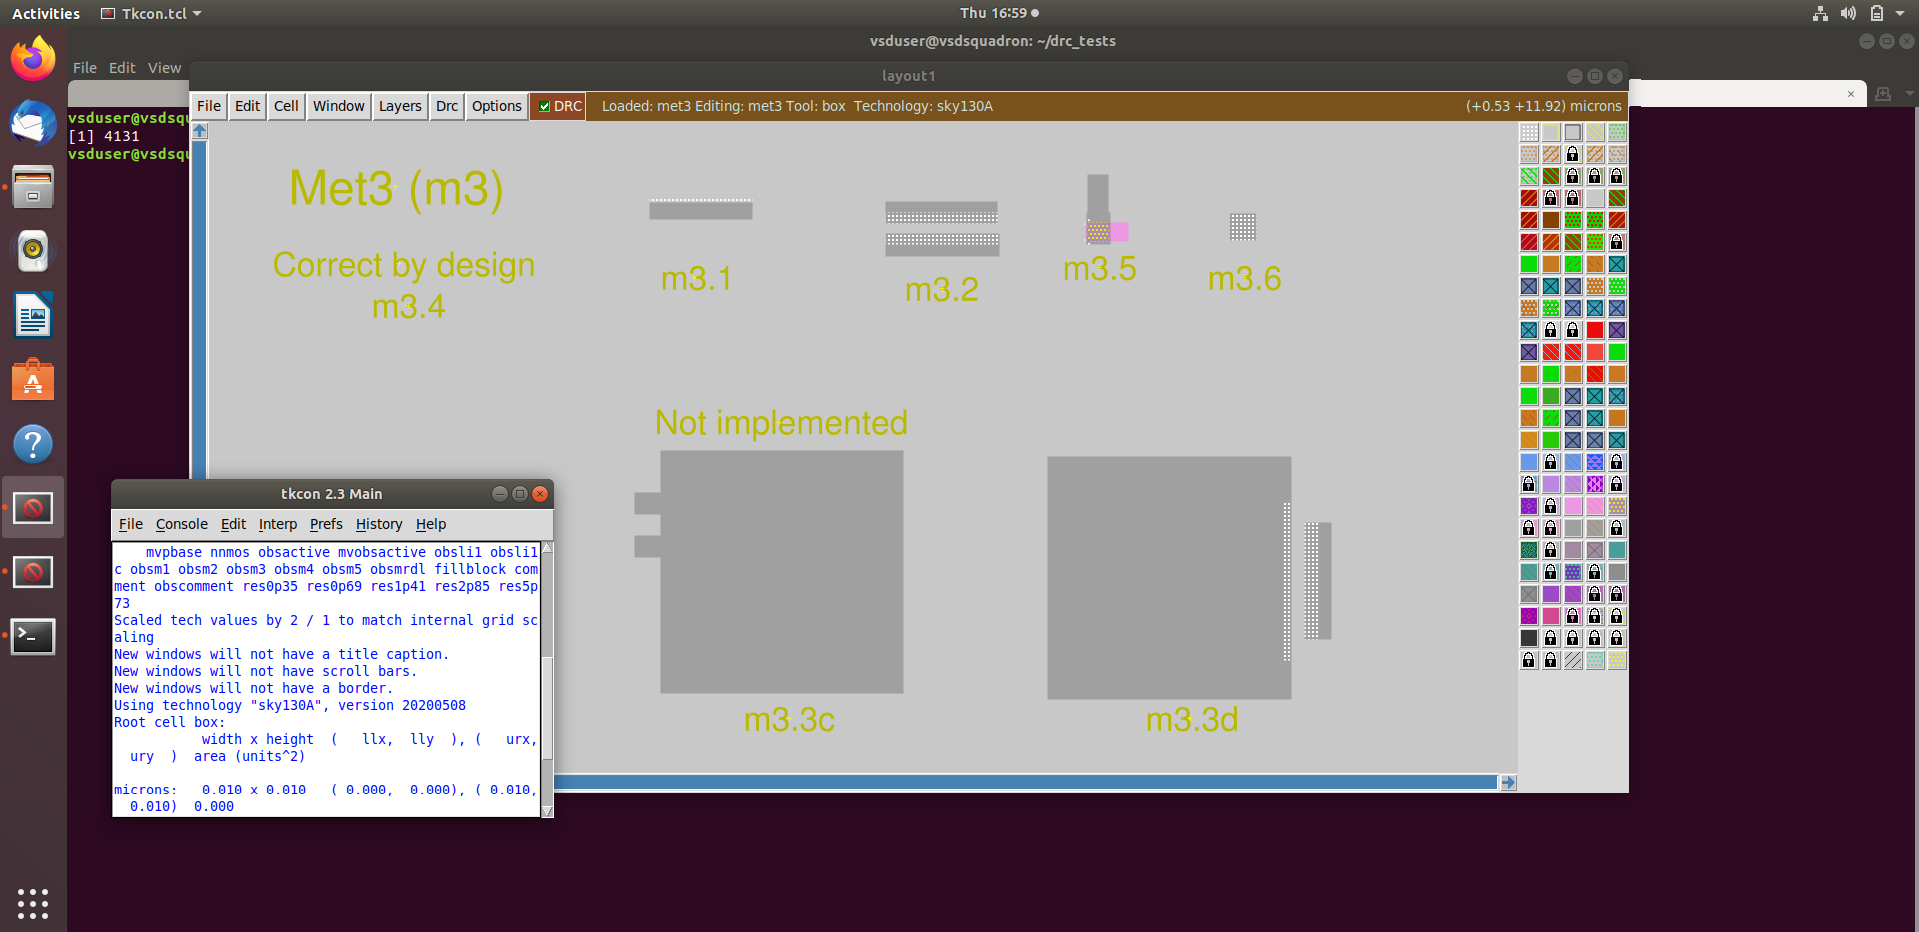 Activities
Tkcon.tcl
Thu 16:59
vsduser@vsdsquadron: ~/drc_tests
File Edit View
layout1
File Edit Cell Window Layers Drc Options DRC Loaded: met3 Editing: met3 Tool: box Technology: sky130A (+0.53 +11.92) microns
vsduser@vsdsqu
[1] 4131
vsduser@vsdsqu
Met3 (m3)
Correct by design
m3.4
m3.1
m3.2
m3.5
m3.6
Not implemented
m3.3c
m3.3d
tkcon 2.3 Main
File Console Edit Interp Prefs History Help
mvpbase nnmos obsactive mvobsactive obsli1 obsli1
c obsm1 obsm2 obsm3 obsm4 obsm5 obsmrdl fillblock com
ment obscomment res0p35 res0p69 res1p41 res2p85 res5p
73
Scaled tech values by 2 / 1 to match internal grid sc
aling
New windows will not have a title caption.
New windows will not have scroll bars.
New windows will not have a border.
Using technology "sky130A", version 20200508
Root cell box:
width x height ( llx, lly ), ( urx,
ury ) area (units^2)
microns: 0.010 x 0.010 ( 0.000, 0.000), ( 0.010,
0.010) 0.000